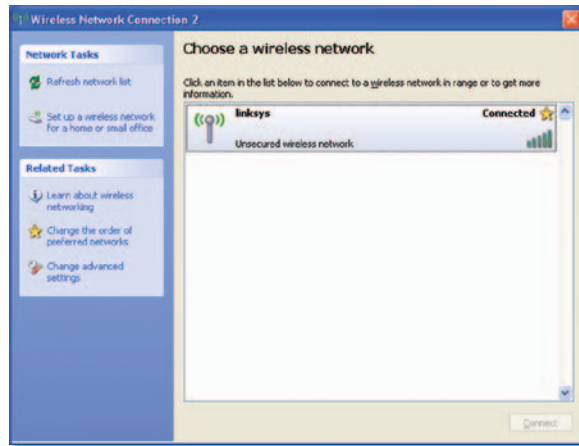 Wireless Network Connection 2
Network Tasks
Refresh network list
Set up a wireless network
for a home or small office
Related Tasks
Learn about wireless
networking
Change the order of
preferred networks
Change advanced
settings
Choose a wireless network
Click an item in the list below to connect to a wireless network in range or to get more
information.
linksys
Connected
Unsecured wireless network
Connect